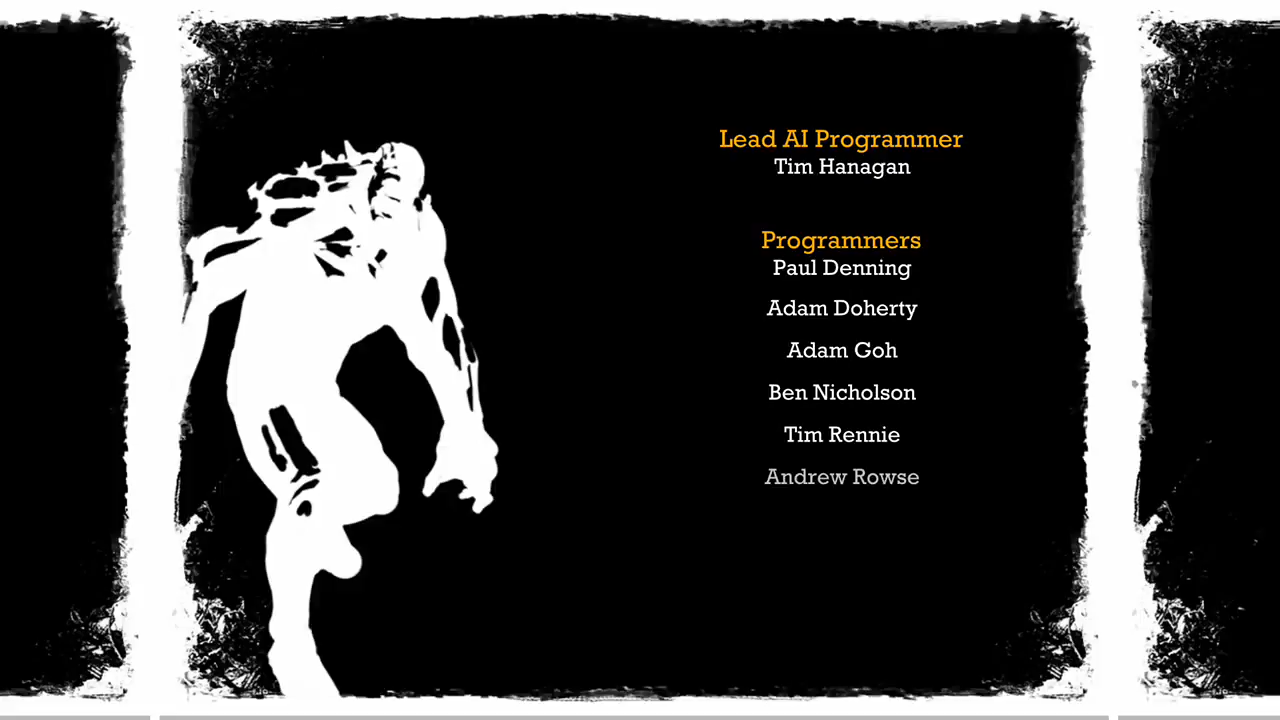 Lead AI Programmer
Tim Hanagan
Programmers
Paul Denning
Adam Doherty
Adam Goh
Ben Nicholson
Tim Rennie
Andrew Rowse